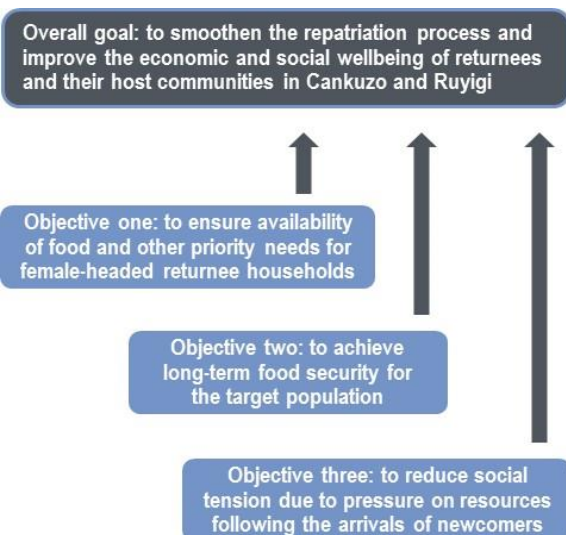 Overall goal: to smoothen the repatriation process and
improve the economic and social wellbeing of returnees
and their host communities in Cankuzo and Ruyigi
Objective one: to ensure availability
of food and other priority needs for
female-headed returnee households
Objective two: to achieve
long-term food security for
the target population
Objective three: to reduce social
tension due to pressure on resources
following the arrivals of newcomers